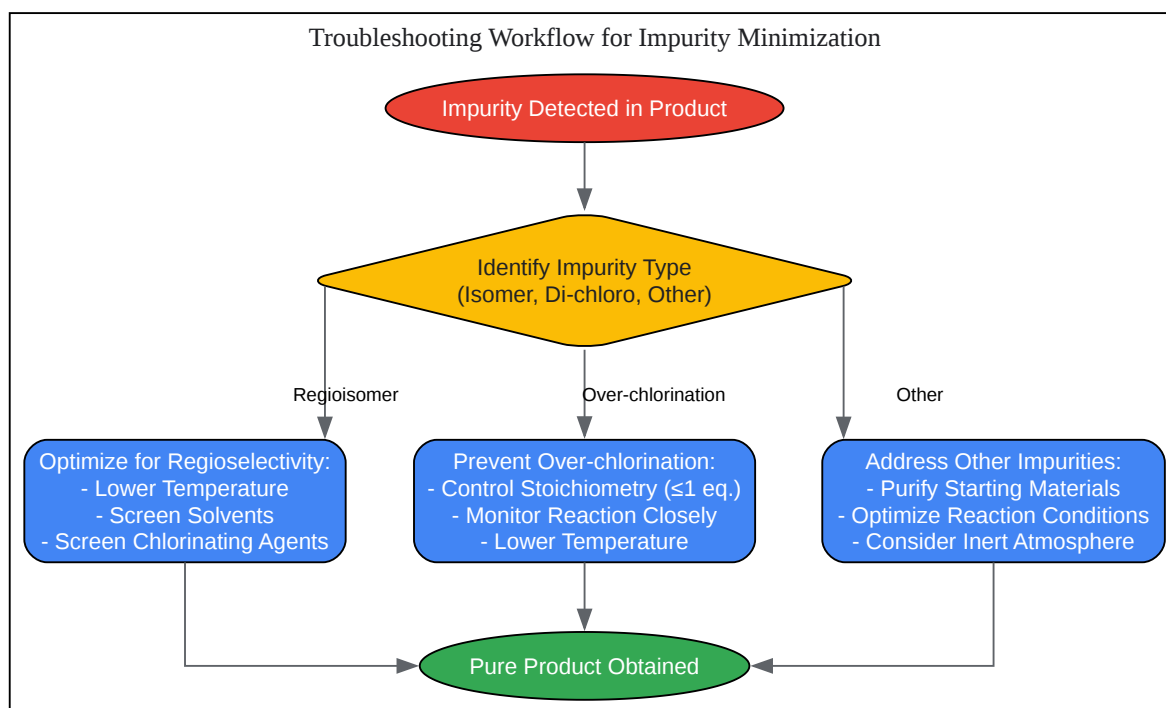 Troubleshooting Workflow for Impurity Minimization
Impurity Detected in Product
Identify Impurity Type
(Isomer, Di-chloro, Other)
Regioisomer
Over-chlorination
Other
Optimize for Regioselectivity:
- Lower Temperature
- Screen Solvents
- Screen Chlorinating Agents
Prevent Over-chlorination:
- Control Stoichiometry (≤1 eq.)
- Monitor Reaction Closely
- Lower Temperature
Address Other Impurities:
- Purify Starting Materials
- Optimize Reaction Conditions
- Consider Inert Atmosphere
Pure Product Obtained